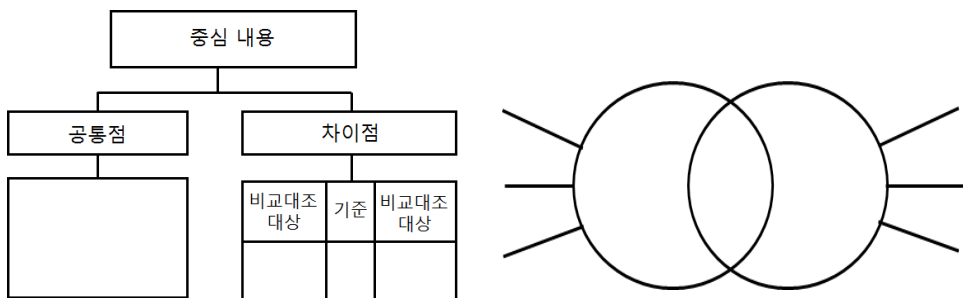 중심 내용
공통점
차이점
비교대조
대상
기준
비교대조
대상